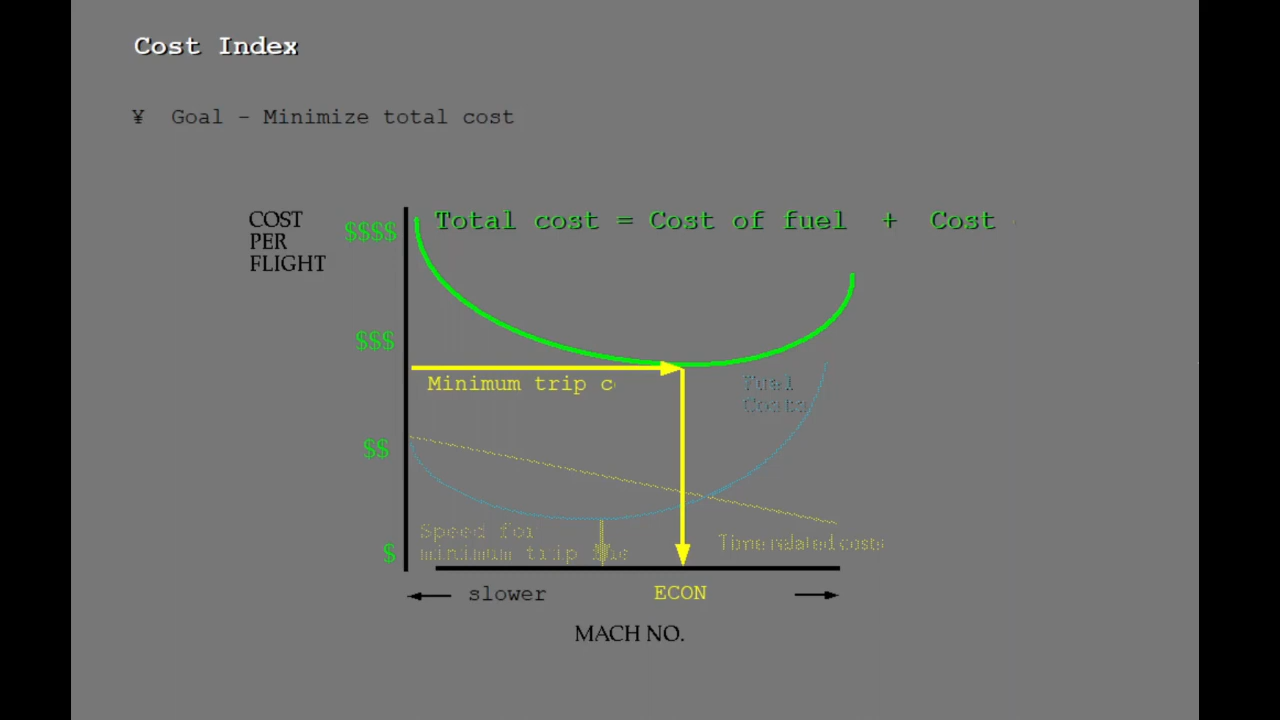 Cost Index
¥ Goal - Minimize total cost
COST
PER
FLIGHT
$$$$
Total cost = Cost of fuel + Cost
$$$
Minimum trip c
Fuel
Costs
$$
Speed for
minimum trip
Time related costs
$
slower
ECON
MACH NO.